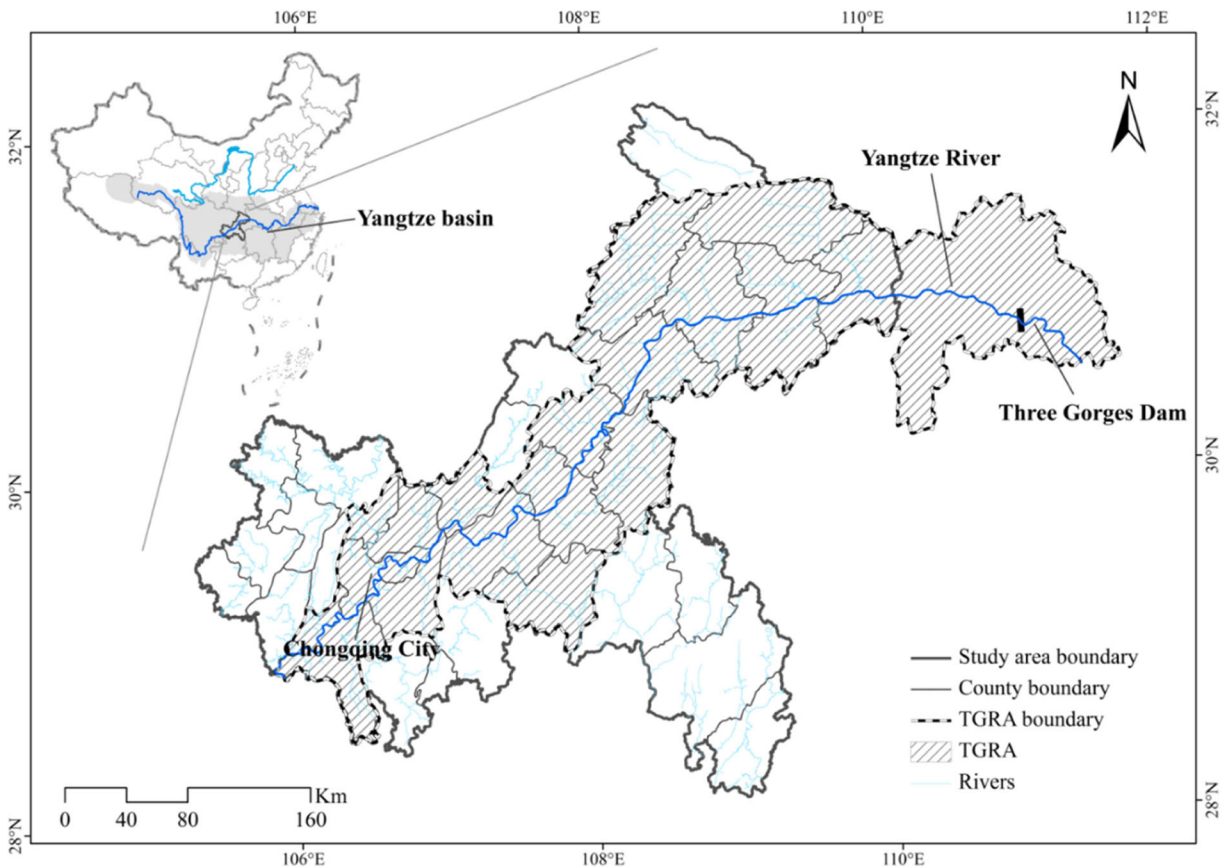 106°E
108°E
110°E
112°E
32°N
32°N
N
Yangtze River
Yangtze basin
Three Gorges Dam
30°N
30°N
Chongqing City
Study area boundary
County boundary
TGRA boundary
TGRA
Rivers
Km
0
40
80
160
28°N
28°N
106°E
108°E
110°E